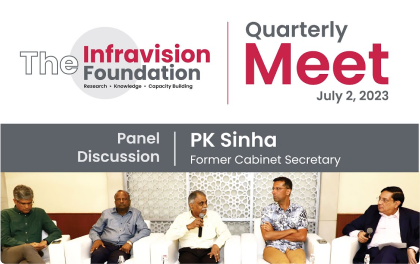 The Infravision
Foundation
Research • Knowledge • Capacity Building
Quarterly
Meet
July 2, 2023
Panel
Discussion
PK Sinha
Former Cabinet Secretary